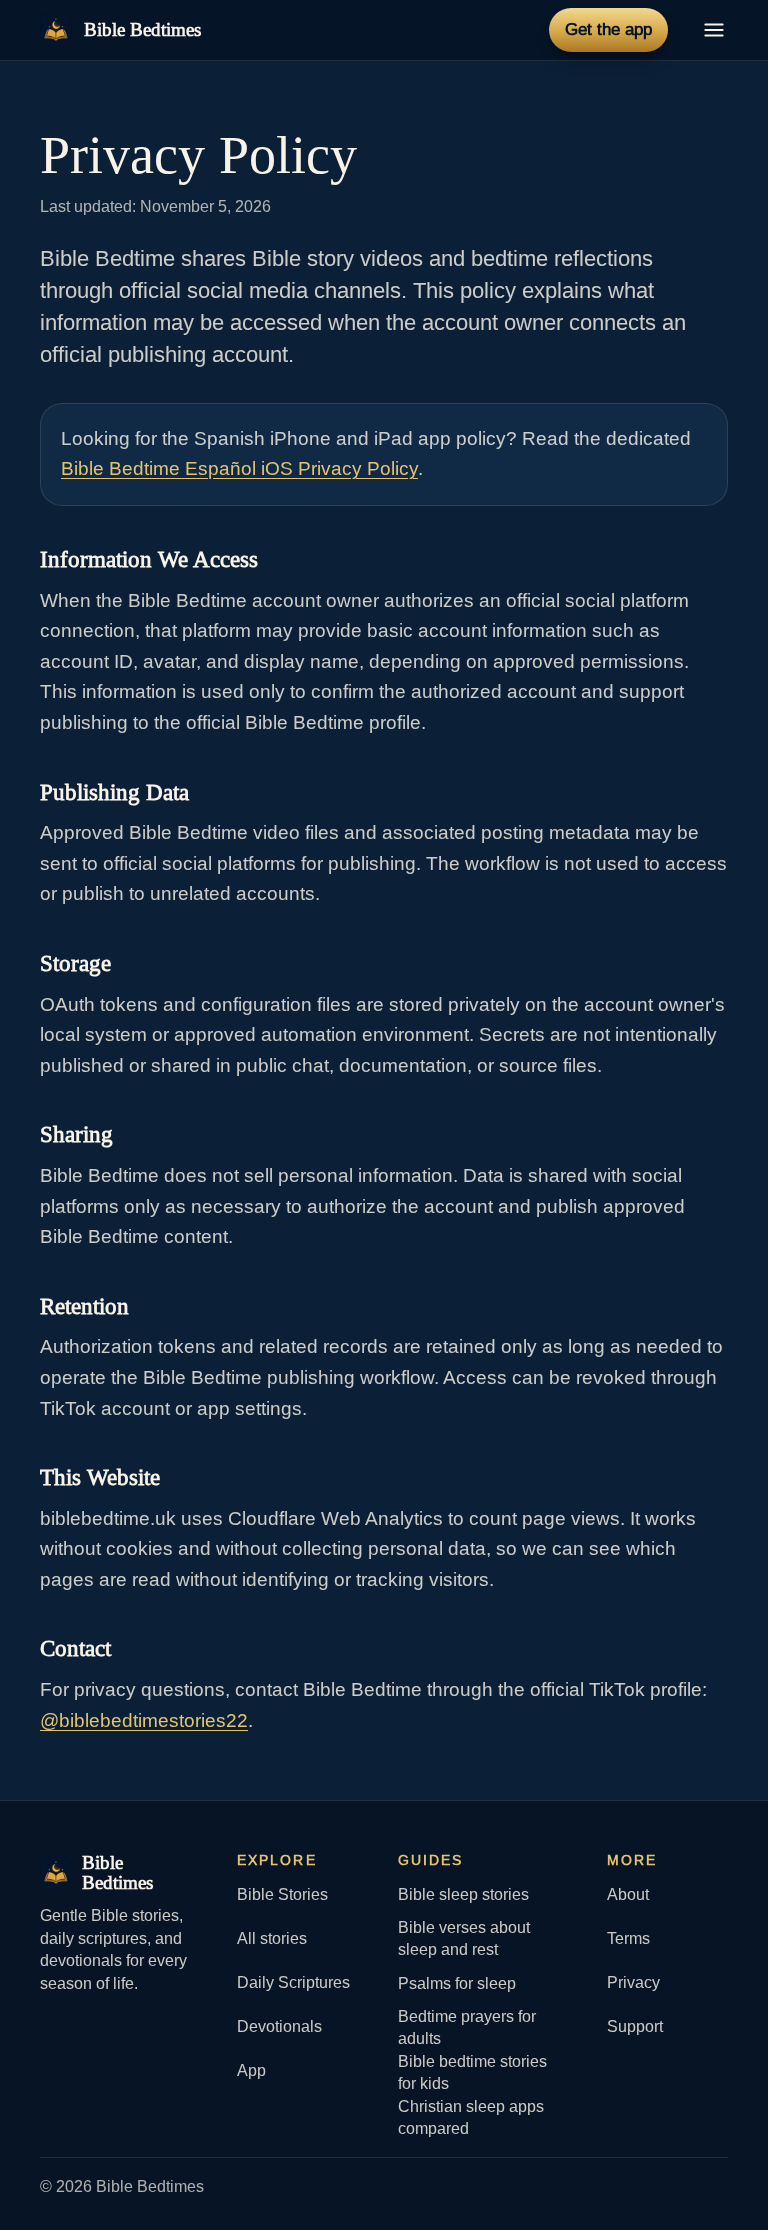 Bible Bedtimes
Get the app
Privacy Policy
Last updated: November 5, 2026
Bible Bedtime shares Bible story videos and bedtime reflections
through official social media channels. This policy explains what
information may be accessed when the account owner connects an
official publishing account.
Looking for the Spanish iPhone and iPad app policy? Read the dedicated
Bible Bedtime Español iOS Privacy Policy.
Information We Access
When the Bible Bedtime account owner authorizes an official social platform
connection, that platform may provide basic account information such as
account ID, avatar, and display name, depending on approved permissions.
This information is used only to confirm the authorized account and support
publishing to the official Bible Bedtime profile.
Publishing Data
Approved Bible Bedtime video files and associated posting metadata may be
sent to official social platforms for publishing. The workflow is not used to access
or publish to unrelated accounts.
Storage
OAuth tokens and configuration files are stored privately on the account owner's
local system or approved automation environment. Secrets are not intentionally
published or shared in public chat, documentation, or source files.
Sharing
Bible Bedtime does not sell personal information. Data is shared with social
platforms only as necessary to authorize the account and publish approved
Bible Bedtime content.
Retention
Authorization tokens and related records are retained only as long as needed to
operate the Bible Bedtime publishing workflow. Access can be revoked through
TikTok account or app settings.
This Website
biblebedtime.uk uses Cloudflare Web Analytics to count page views. It works
without cookies and without collecting personal data, so we can see which
pages are read without identifying or tracking visitors.
Contact
For privacy questions, contact Bible Bedtime through the official TikTok profile:
@biblebedtimestories22.
Bible
Bedtimes
Gentle Bible stories,
daily scriptures, and
devotionals for every
season of life.
EXPLORE
Bible Stories
All stories
Daily Scriptures
Devotionals
App
GUIDES
Bible sleep stories
Bible verses about
sleep and rest
Psalms for sleep
Bedtime prayers for
adults
Bible bedtime stories
for kids
Christian sleep apps
compared
MORE
About
Terms
Privacy
Support
© 2026 Bible Bedtimes